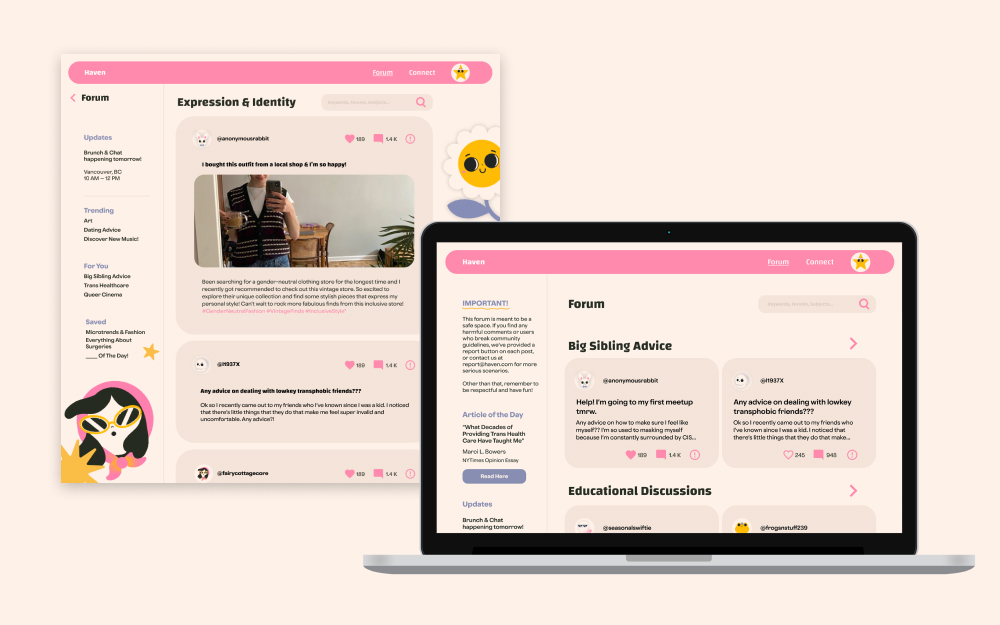 Haven
Forum
Connect
Forum
Updates
Brunch & Chat
happening tomorrow!
Vancouver, BC
10 AM – 12 PM
Trending
Art
Dating Advice
Discover New Music!
For You
Big Sibling Advice
Trans Healthcare
Queer Cinema
Saved
Microtrends & Fashion
Everything About
Surgeries
____ Of The Day!
Expression & Identity
@anonymousrabbit
189
1.4 K
I bought this outfit from a local shop & I'm so happy!
Been searching for a gender-neutral clothing store for the longest time and I
recently got recommended to check out this vintage store. So excited to
explore their unique collection and find some stylish pieces that express my
personal style! Can't wait to rock more fabulous finds from this inclusive store!
#GenderNeutralFashion #VintageFinds #InclusiveStyle"
@l1937X
189
1.4 K
Any advice on dealing with lowkey transphobic friends???
Ok so I recently came out to my friends who I've known since I was a kid. I noticed
that there's little things that they do that make me feel super invalid and
uncomfortable. Any advice?!
@fairycottagecore
189
1.4 K
Haven
Forum
Connect
IMPORTANT!
This forum is meant to be a
safe space. If you find any
harmful comments or users
who break community
guidelines, we've provided a
report button on each post,
or contact us at
report@haven.com for more
serious scenarios.
Other than that, remember to
be respectful and have fun!
Article of the Day
"What Decades of
Providing Trans Health
Care Have Taught Me"
Marci L. Bowers
NYTimes Opinion Essay
Read Here
Updates
Brunch & Chat
happening tomorrow!
Forum
Big Sibling Advice
@anonymousrabbit
Help! I'm going to my first meetup
tmrw.
Any advice on how to make sure I feel like
myself?? I'm so used to making myself
because I'm constantly surrounded by CIS...
189
1.4 K
@l1937X
Any advice on dealing with lowkey
transphobic friends???
Ok so I recently came out to my friends who
I've known since I was a kid. I noticed that
there's little things that they do that make...
245
948
Educational Discussions
@seasonalswiftie
@frogsnstuff239